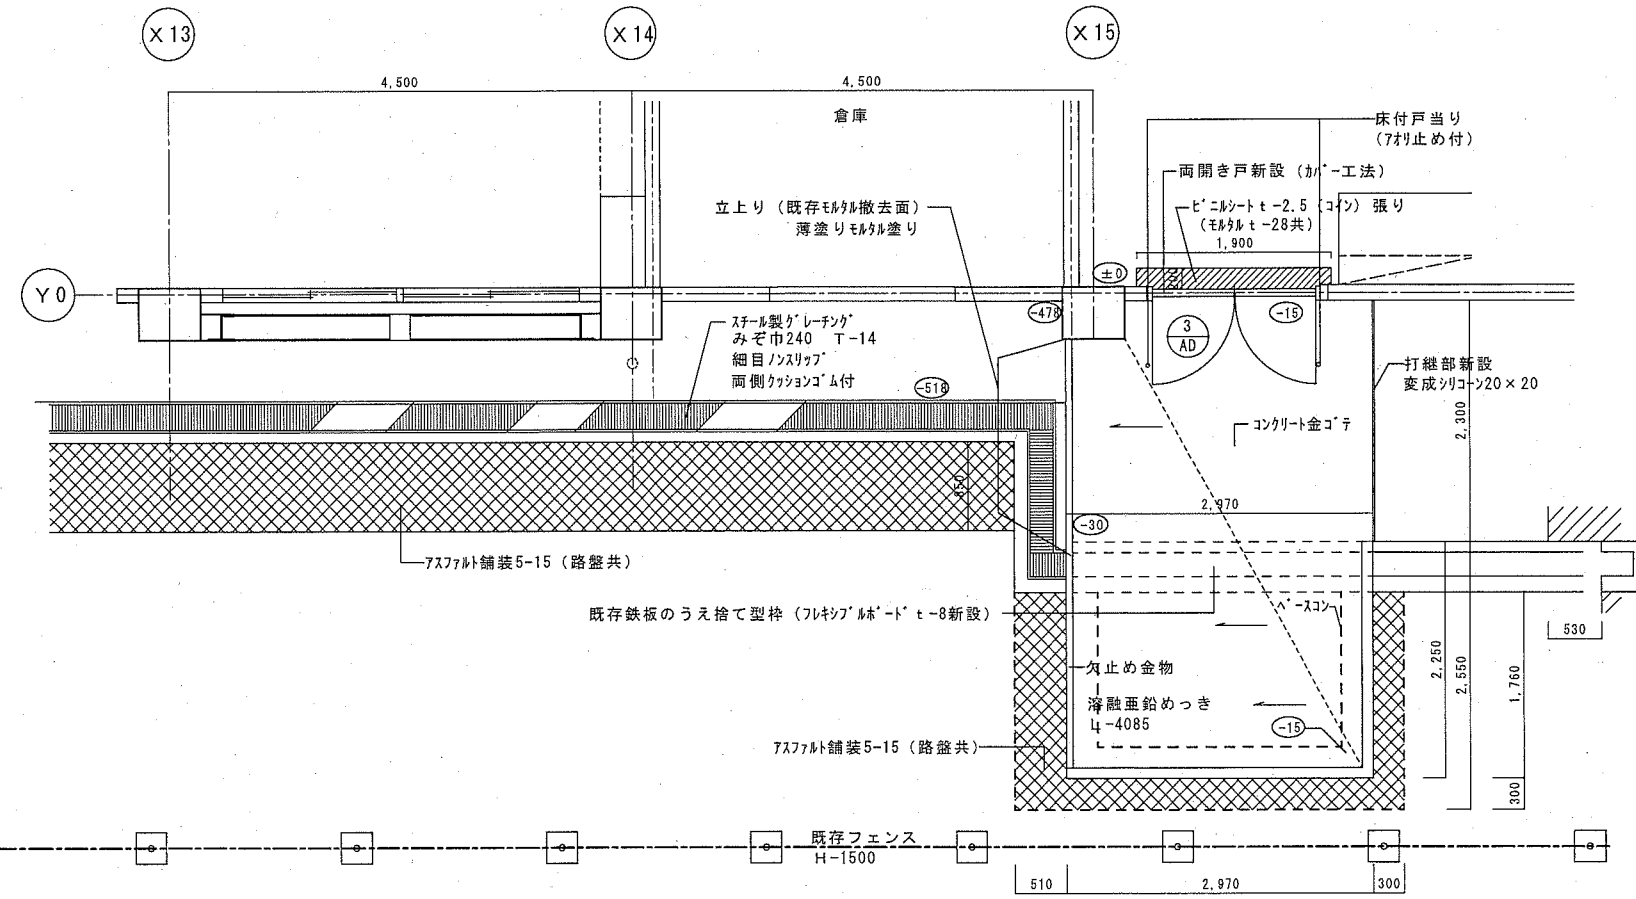 X13
X14
X15
4,500
4,500
倉庫
床付戸当り
(ｱｵﾘ止め付)
両開き戸新設 (ｶﾊﾞｰ工法)
立上り (既存ﾓﾙﾀﾙ撤去面)
薄塗りﾓﾙﾀﾙ塗り
ﾋﾞﾆﾙｼｰﾄt-2.5 (ｺｲﾝ) 張り
(ﾓﾙﾀﾙt-28共)
1,900
±0
Y0
-478
-15
3
AD
ｽﾁｰﾙ製ｸﾞﾚｰﾁﾝｸﾞ
みぞ巾240 T-14
細目ﾉﾝｽﾘｯﾌﾟ
両側ｸｯｼｮﾝｺﾞﾑ付
-518
打継部新設
変成ｼﾘｺｰﾝ20×20
2,300
ｺﾝｸﾘｰﾄ金ｺﾞﾃ
850
2,970
-30
ｱｽﾌｧﾙﾄ舗装5-15 (路盤共)
既存鉄板のうえ捨て型枠 (ﾌﾚｷｼﾌﾞﾙﾎﾞｰﾄﾞt-8新設)
ﾍﾞｰｽｺﾝ
530
2,250
2,550
1,760
欠止め金物
溶融亜鉛めっき
L-4085
-15
ｱｽﾌｧﾙﾄ舗装5-15 (路盤共)
300
既存フェンス
H-1500
510
2,970
300